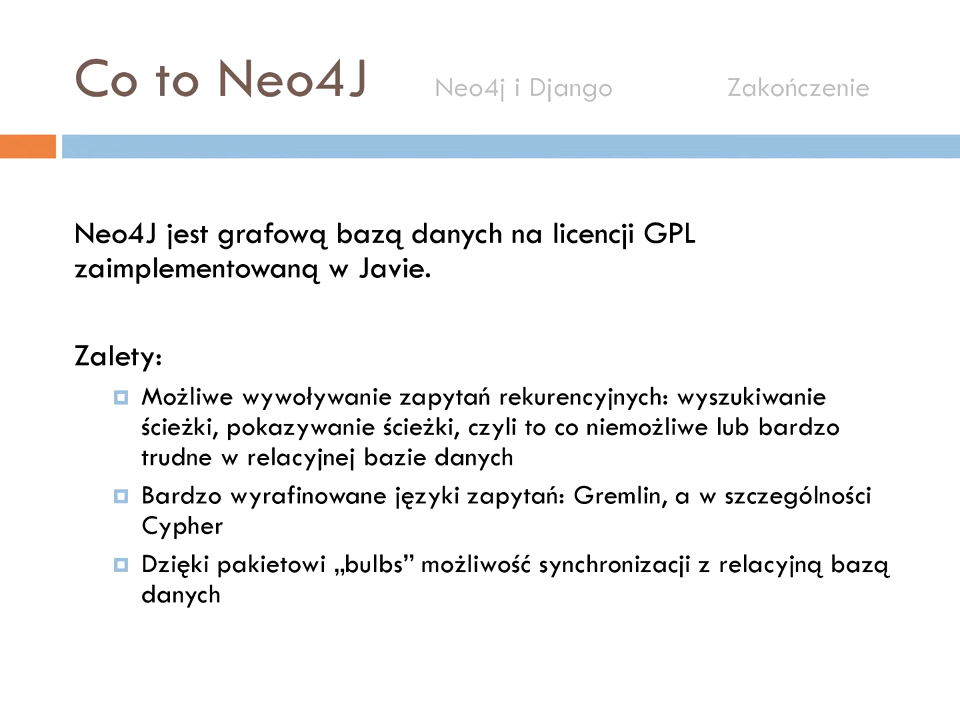 Co to Neo4J Neo4j i Django Zakończenie
Neo4J jest grafową bazą danych na licencji GPL
zaimplementowaną w Javie.
Zalety:
Możliwe wywoływanie zapytań rekurencyjnych: wyszukiwanie
ścieżki, pokazywanie ścieżki, czyli to co niemożliwe lub bardzo
trudne w relacyjnej bazie danych
Bardzo wyrafinowane języki zapytań: Gremlin, a w szczególności
Cypher
Dzięki pakietowi „bulbs” możliwość synchronizacji z relacyjną bazą
danych